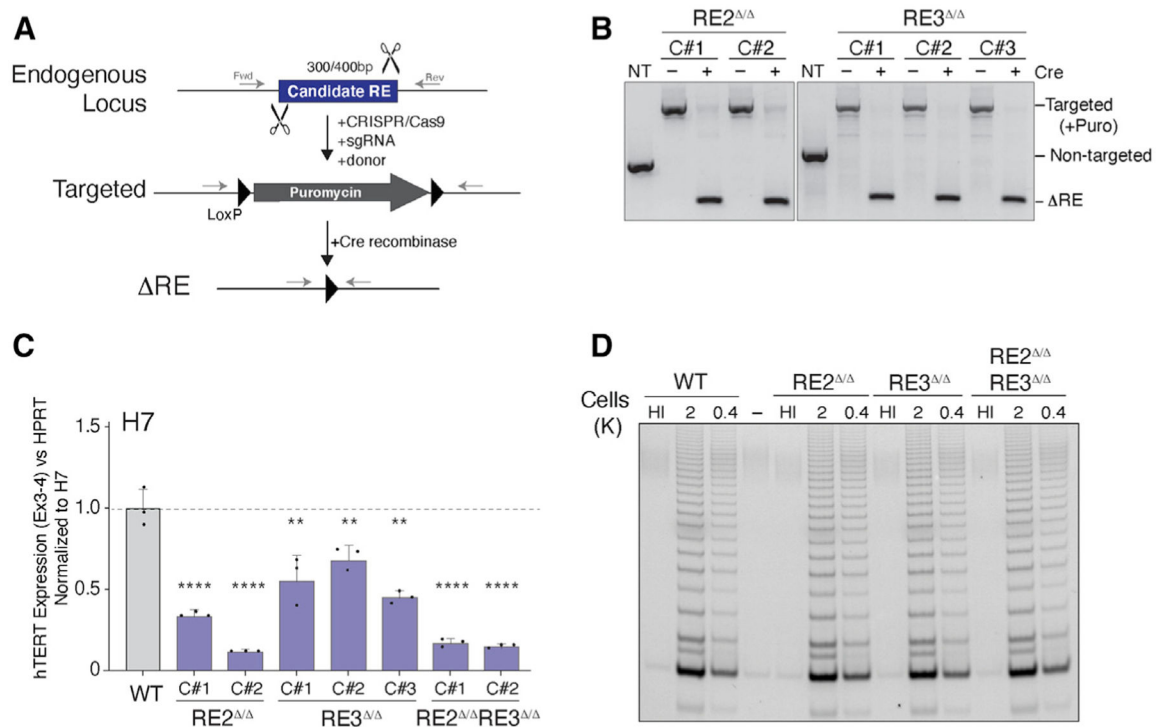 A
Endogenous
Locus
300/400bp
Fwd
Rev
Candidate RE
+CRISPR/Cas9
+sgRNA
+donor
Targeted
Puromycin
LoxP
+Cre recombinase
ΔRE
B
RE2Δ/Δ
RE3Δ/Δ
C#1 C#2 C#1 C#2 C#3
NT − + − + NT − + − + − + Cre
Targeted
(+Puro)
Non-targeted
ΔRE
C
hTERT Expression (Ex3-4) vs HPRT
Normalized to H7
H7
1.5
1.0
0.5
0
**** **** ** ** ** **** ****
WT C#1 C#2 C#1 C#2 C#3 C#1 C#2
RE2Δ/Δ RE3Δ/Δ RE2Δ/ΔRE3Δ/Δ
D
RE2Δ/Δ
WT RE2Δ/Δ RE3Δ/Δ RE3Δ/Δ
Cells
(K)
HI 2 0.4 − HI 2 0.4 HI 2 0.4 HI 2 0.4